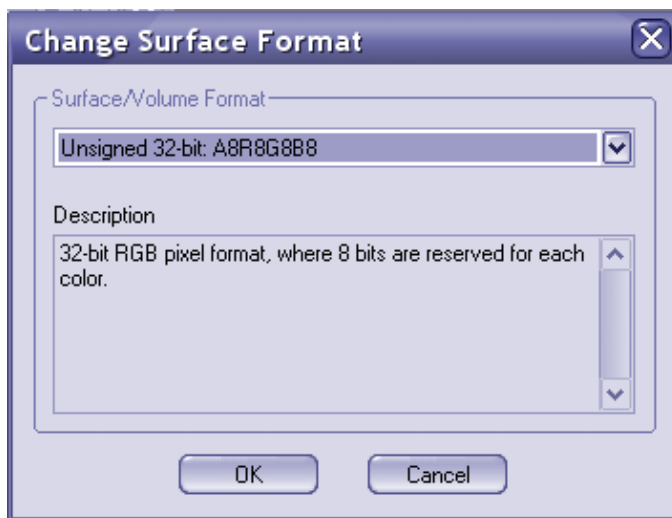 Change Surface Format
Surface/Volume Format
Unsigned 32-bit: A8R8G8B8
Description
32-bit RGB pixel format, where 8 bits are reserved for each
color.
OK Cancel